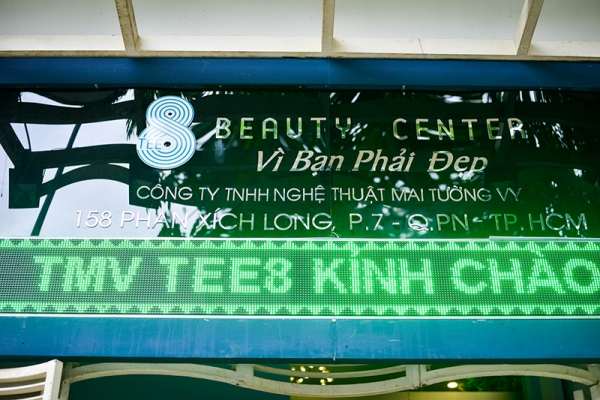 TEE 8 BEAUTY CENTER
Vì Bạn Phải Đẹp
CÔNG TY TNHH NGHỆ THUẬT MAI TƯỜNG VY
158 PHAN XÍCH LONG, P.7 - Q.PN - TP.HCM
TMV TEE8 KÍNH CHÀO